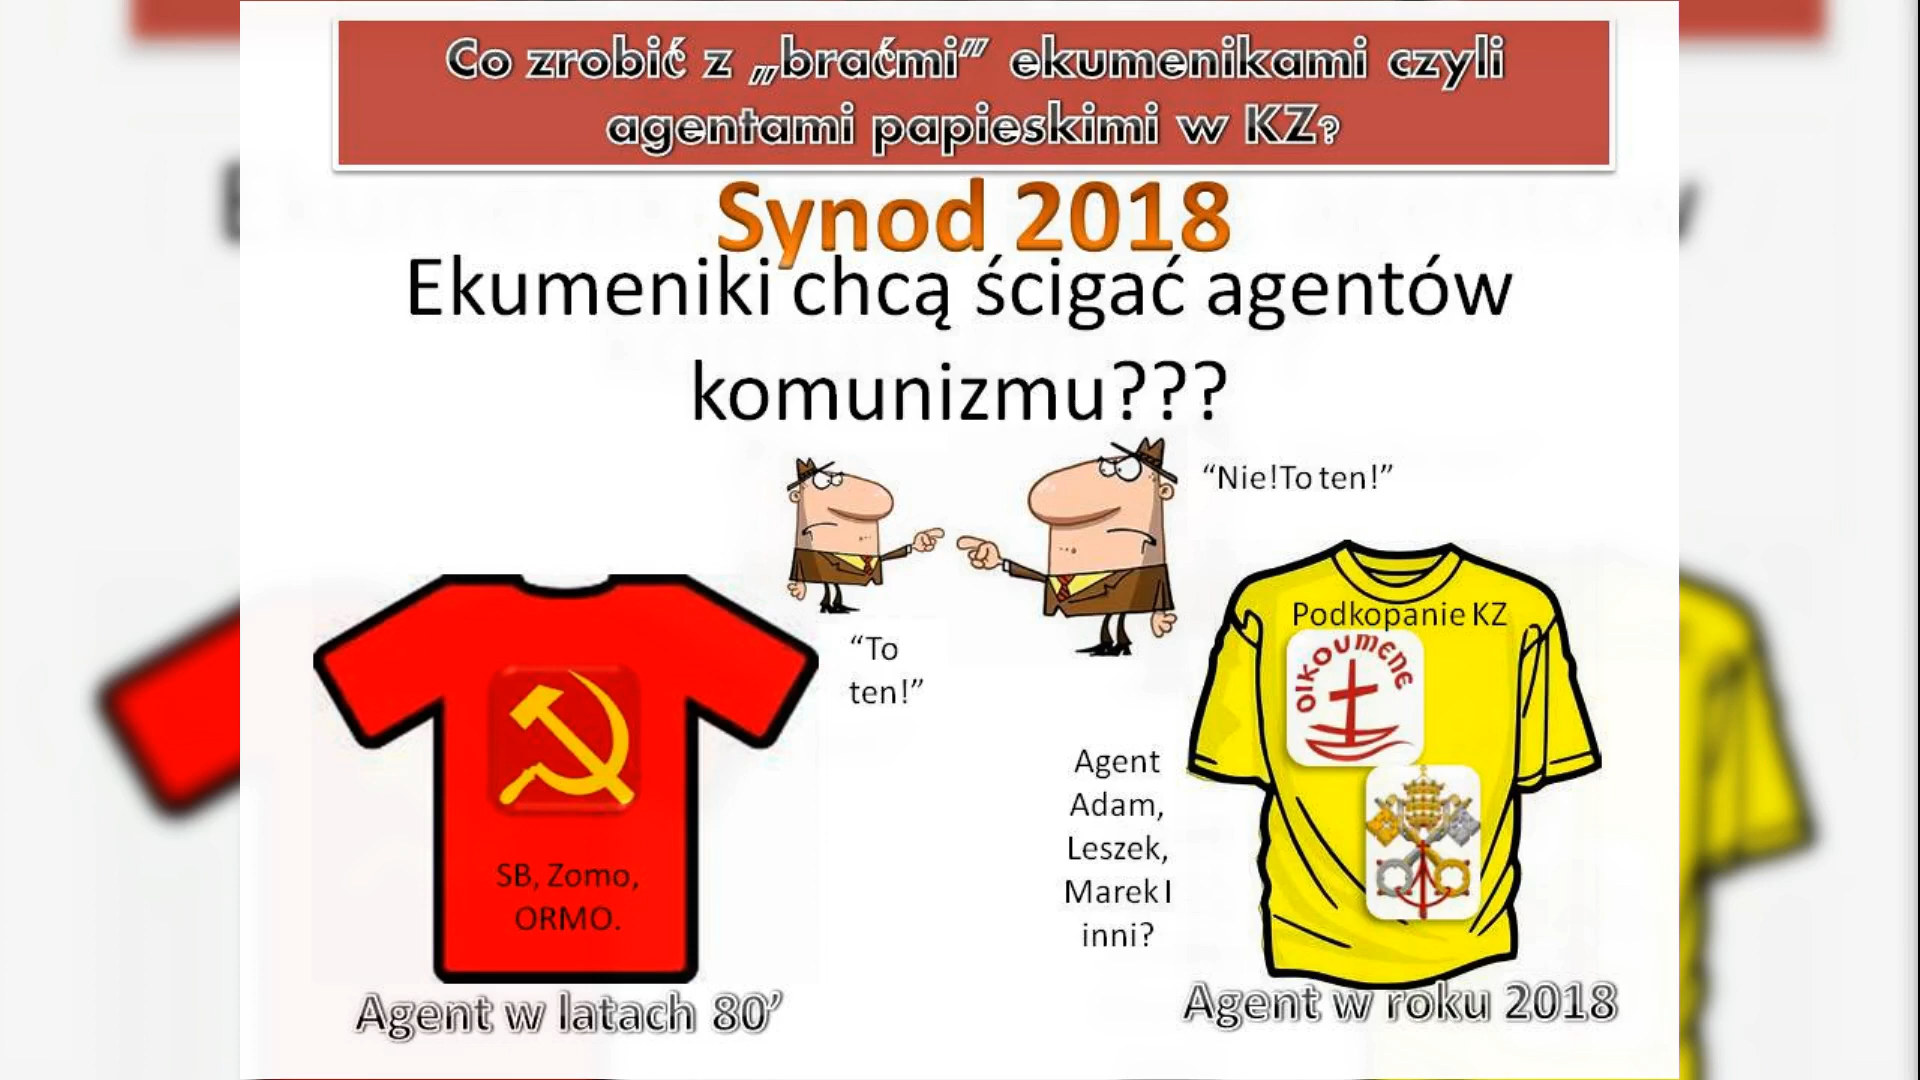 Co zrobić z „braćmi” ekumenikami czyli
agentami papieskimi w KZ?
Synod 2018
Ekumeniki chcą ścigać agentów
komunizmu???
“Nie!To ten!”
“To
ten!”
Podkopanie KZ
OIKOUMENE
SB, Zomo,
ORMO.
Agent
Adam,
Leszek,
Marek I
inni?
Agent w latach 80’
Agent w roku 2018